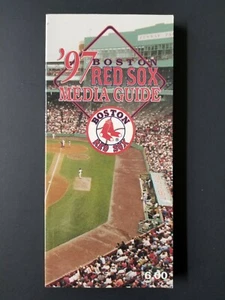 '97 BOSTON
RED SOX
MEDIA GUIDE
BOSTON
RED SOX
6.00